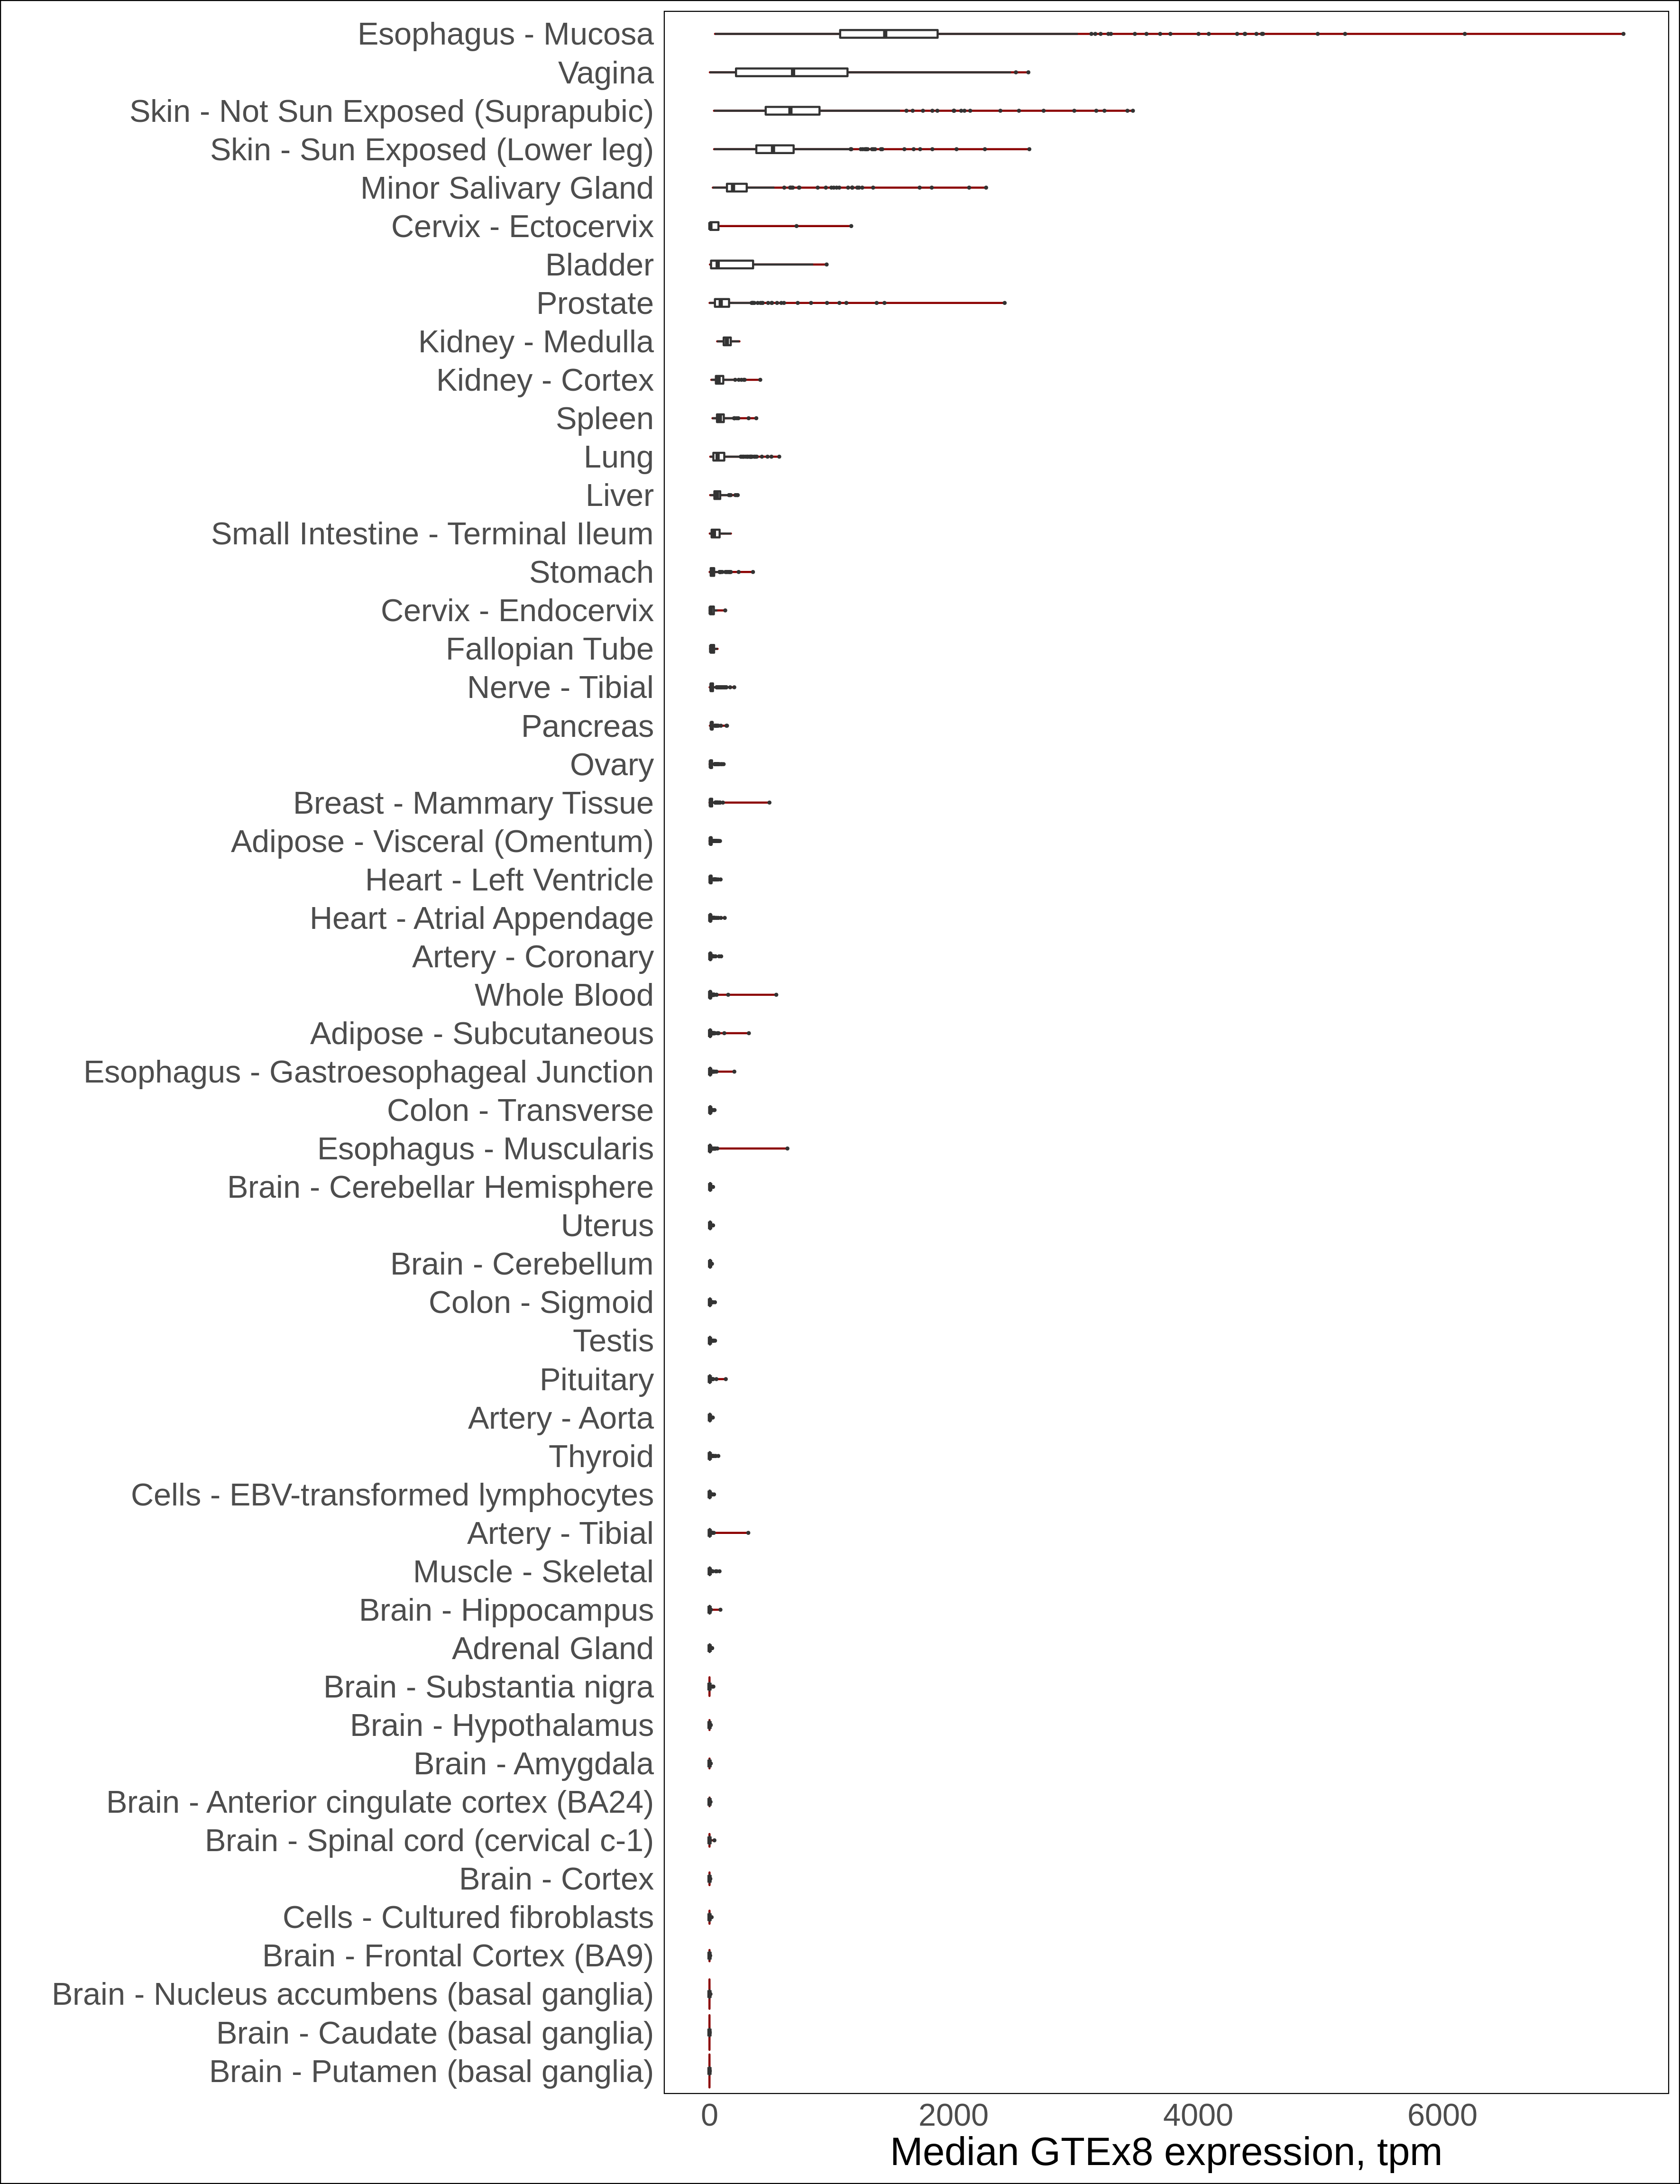 Esophagus - Mucosa
Vagina
Skin - Not Sun Exposed (Suprapubic)
Skin - Sun Exposed (Lower leg)
Minor Salivary Gland
Cervix - Ectocervix
Bladder
Prostate
Kidney - Medulla
Kidney - Cortex
Spleen
Lung
Liver
Small Intestine - Terminal Ileum
Stomach
Cervix - Endocervix
Fallopian Tube
Nerve - Tibial
Pancreas
Ovary
Breast - Mammary Tissue
Adipose - Visceral (Omentum)
Heart - Left Ventricle
Heart - Atrial Appendage
Artery - Coronary
Whole Blood
Adipose - Subcutaneous
Esophagus - Gastroesophageal Junction
Colon - Transverse
Esophagus - Muscularis
Brain - Cerebellar Hemisphere
Uterus
Brain - Cerebellum
Colon - Sigmoid
Testis
Pituitary
Artery - Aorta
Thyroid
Cells - EBV-transformed lymphocytes
Artery - Tibial
Muscle - Skeletal
Brain - Hippocampus
Adrenal Gland
Brain - Substantia nigra
Brain - Hypothalamus
Brain - Amygdala
Brain - Anterior cingulate cortex (BA24)
Brain - Spinal cord (cervical c-1)
Brain - Cortex
Cells - Cultured fibroblasts
Brain - Frontal Cortex (BA9)
Brain - Nucleus accumbens (basal ganglia)
Brain - Caudate (basal ganglia)
Brain - Putamen (basal ganglia)
0 2000 4000 6000
Median GTEx8 expression, tpm